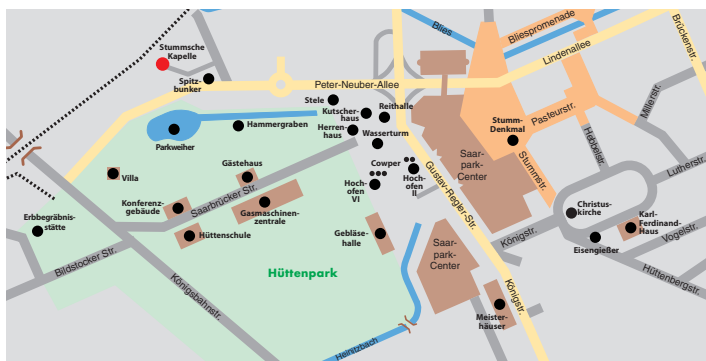 Stummsche
Kapelle
Spitz-
bunker
Peter-Neuber-Allee
Blies
Bliespromenade
Lindenallee
Brückenstr.
Stele
Kutscher-
haus
Reithalle
Herren-
haus
Wasserturm
Hammergraben
Parkweiher
Stumm-
Denkmal
Pasteurstr.
Hebbelstr.
Millerstr.
Lutherstr.
Villa
Gästehaus
Cowper
Hoch-
ofen
VI
Hoch-
ofen
II
Saar-
park-
Center
Stummstr.
Gustav-Regler-Str.
Saarbrücker Str.
Konferenz-
gebäude
Gasmaschinen-
zentrale
Hüttenschule
Gebläse-
halle
Christus-
kirche
Karl-
Ferdinand-
Haus
Vogelstr.
Eisengießer
Hüttenbergstr.
Königstr.
Saar-
park-
Center
Erbbegräbnis-
stätte
Bildstocker Str.
Königsbahnstr.
Hüttenpark
Königstr.
Meister-
häuser
Heinitzbach